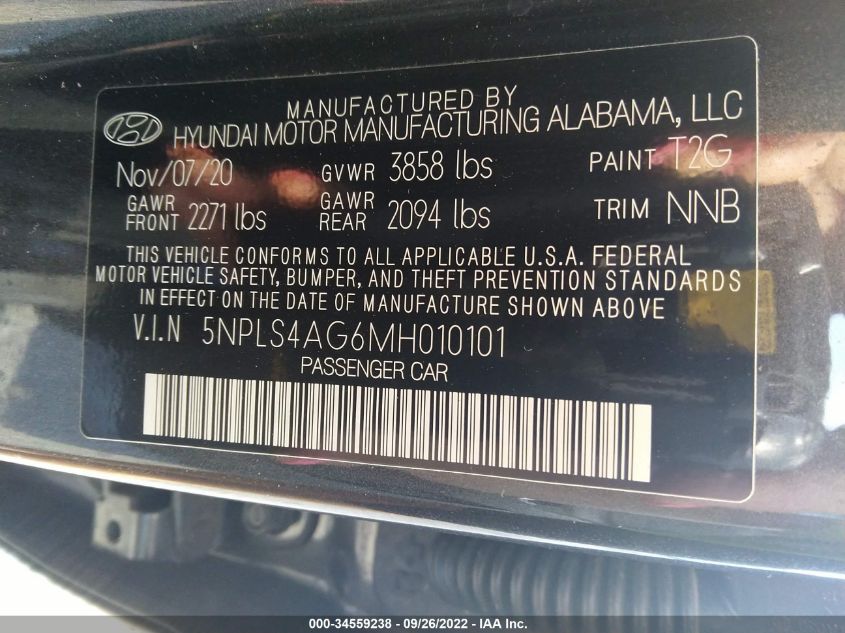 MANUFACTURED BY
HYUNDAI MOTOR MANUFACTURING ALABAMA, LLC
Nov/07/20 GVWR 3858 lbs PAINT T2G
GAWR FRONT 2271 lbs GAWR REAR 2094 lbs TRIM NNB
THIS VEHICLE CONFORMS TO ALL APPLICABLE U.S.A. FEDERAL
MOTOR VEHICLE SAFETY, BUMPER, AND THEFT PREVENTION STANDARDS
IN EFFECT ON THE DATE OF MANUFACTURE SHOWN ABOVE
V.I.N 5NPLS4AG6MH010101
PASSENGER CAR
000-34559238 - 09/26/2022 - IAA Inc.